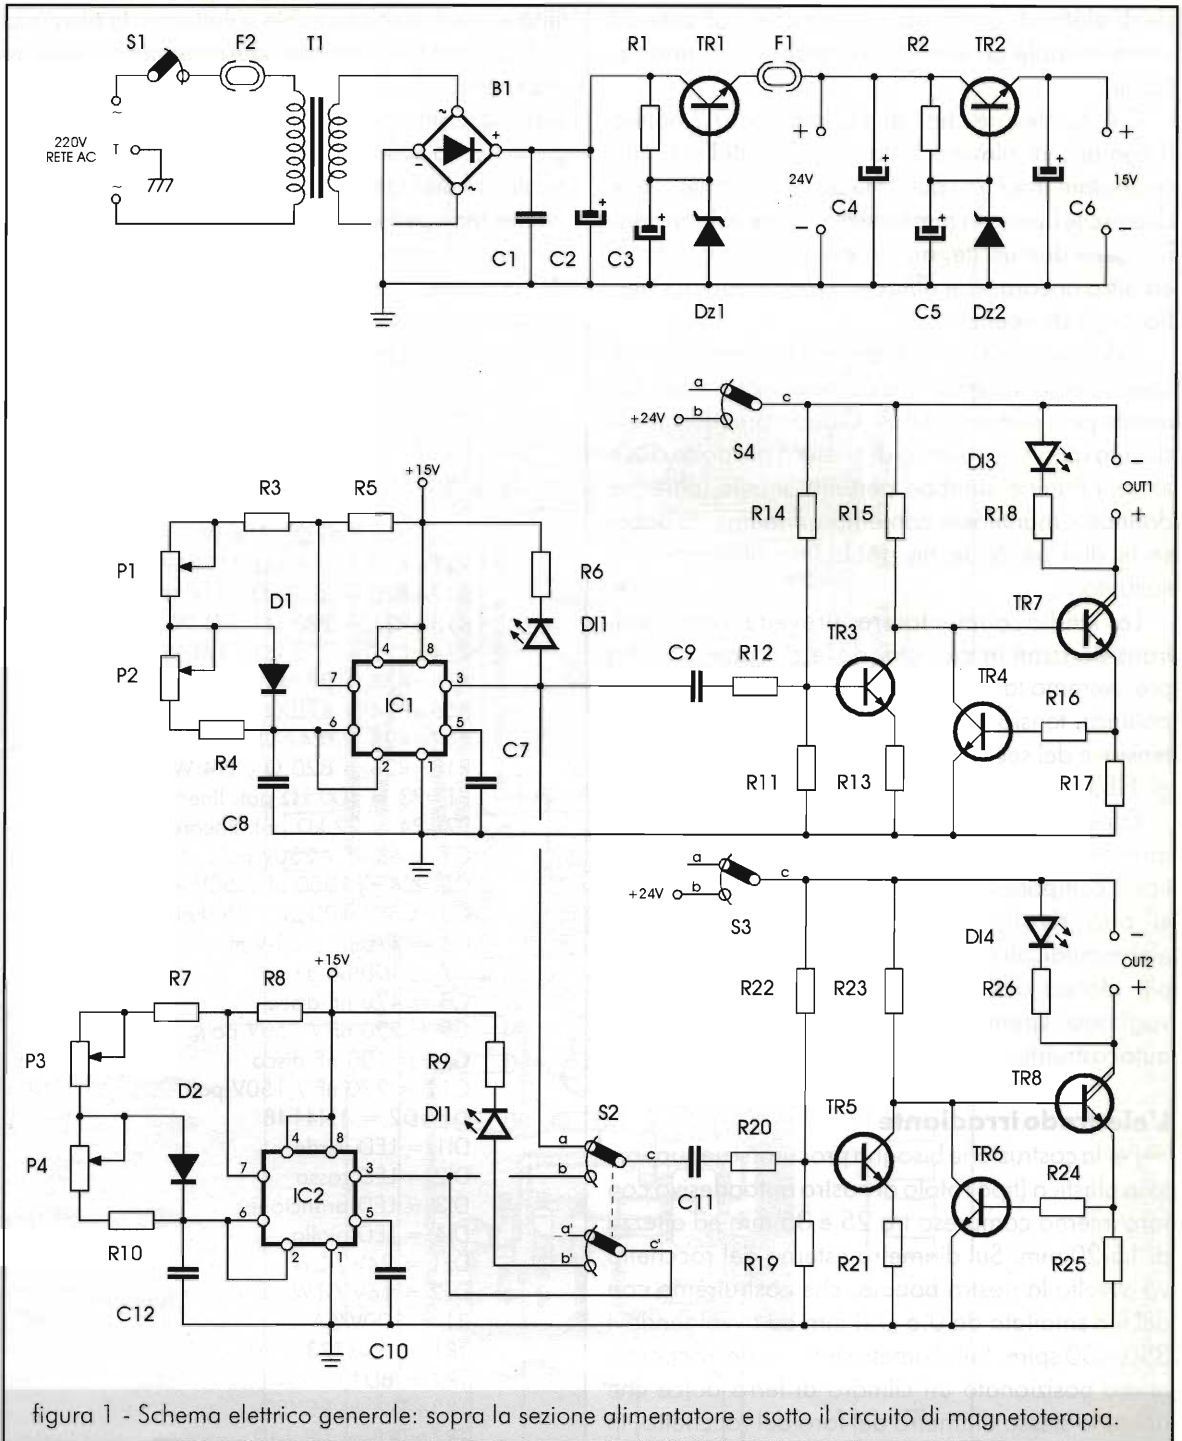 S1
F2
T1
B1
R1
TR1
F1
R2
TR2
220V
RETE AC
T
~
~
~
~
+
−
C1
C2
C3
+
+
Dz1
+
24V
−
C4
+
C5
+
Dz2
+
15V
−
C6
+
a
b
c
+24V
S4
R14
R15
DI3
R18
−
OUT1
+
TR7
C9
R12
TR3
TR4
R16
R11
R13
R17
+15V
R3
R5
P1
P2
D1
R6
DI1
4
8
7
3
IC1
6
5
2
1
R4
C8
C7
a
b
c
+24V
S3
R22
R23
DI4
R26
−
OUT2
+
TR8
S2
a
b
c
a'
b'
c'
C11
R20
TR5
TR6
R24
R19
R21
R25
+15V
R7
R8
P3
P4
D2
R9
DI1
4
8
7
3
IC2
6
5
2
1
R10
C12
C10
figura 1 - Schema elettrico generale: sopra la sezione alimentatore e sotto il circuito di magnetoterapia.